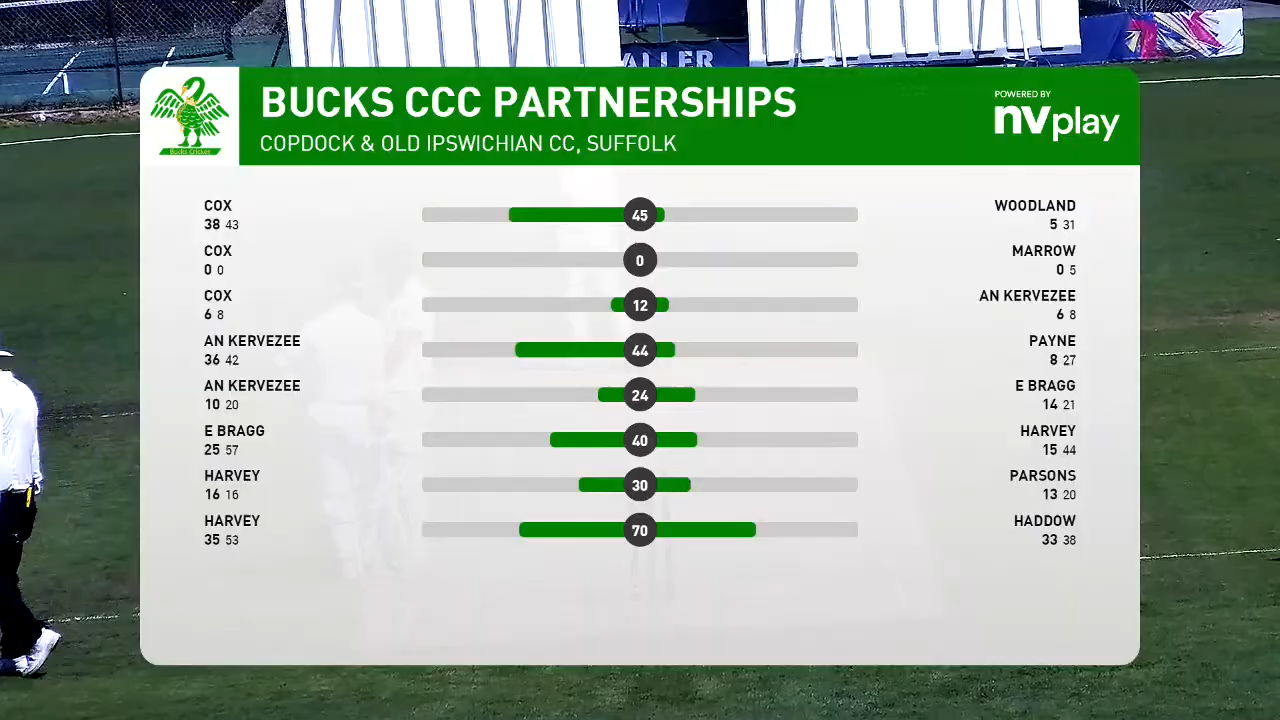 ALLER
BUCKS CCC PARTNERSHIPS
COPDOCK & OLD IPSWICHIAN CC, SUFFOLK
POWERED BY
nvplay
Bucks Cricket
COX 38 43 45 WOODLAND 5 31
COX 0 0 0 MARROW 0 5
COX 6 8 12 AN KERVEZEE 6 8
AN KERVEZEE 36 42 44 PAYNE 8 27
AN KERVEZEE 10 20 24 E BRAGG 14 21
E BRAGG 25 57 40 HARVEY 15 44
HARVEY 16 16 30 PARSONS 13 20
HARVEY 35 53 70 HADDOW 33 38